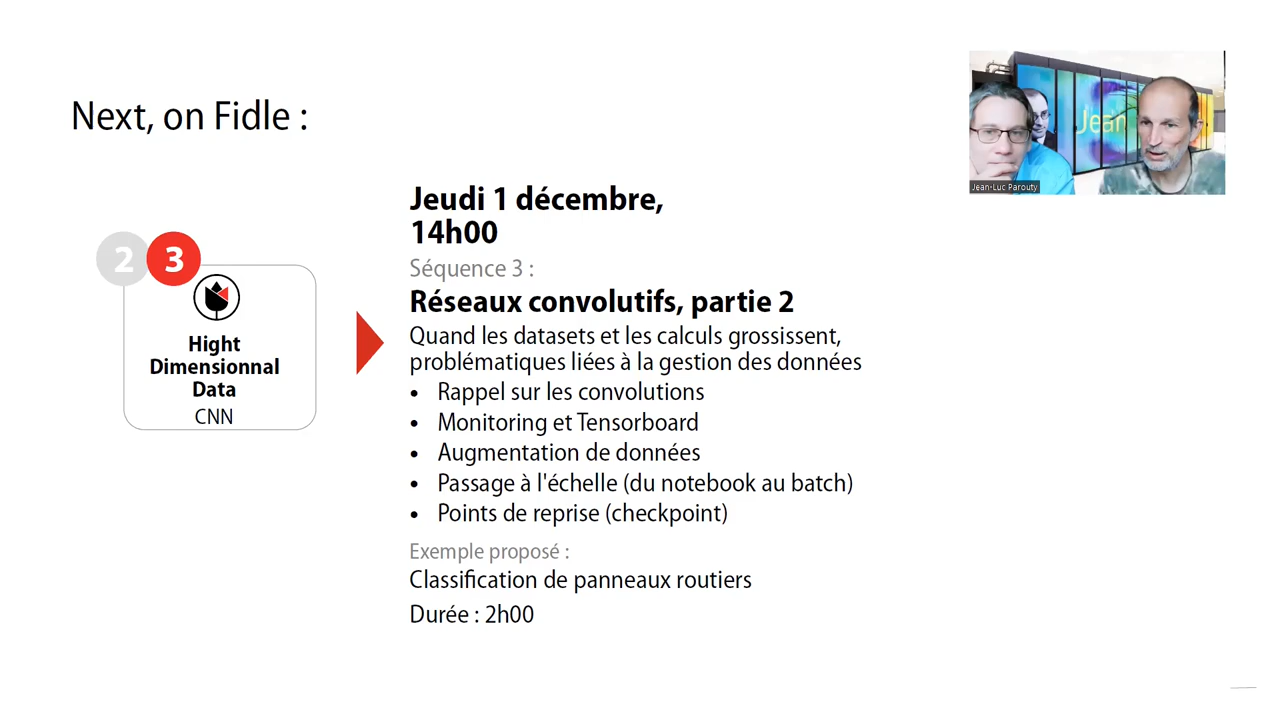 Next, on Fidle :
Jean
Jean-Luc Parouty
2 3
Hight
Dimensionnal
Data
CNN
Jeudi 1 décembre,
14h00
Séquence 3 :
Réseaux convolutifs, partie 2
Quand les datasets et les calculs grossissent,
problématiques liées à la gestion des données
• Rappel sur les convolutions
• Monitoring et Tensorboard
• Augmentation de données
• Passage à l'échelle (du notebook au batch)
• Points de reprise (checkpoint)
Exemple proposé :
Classification de panneaux routiers
Durée : 2h00